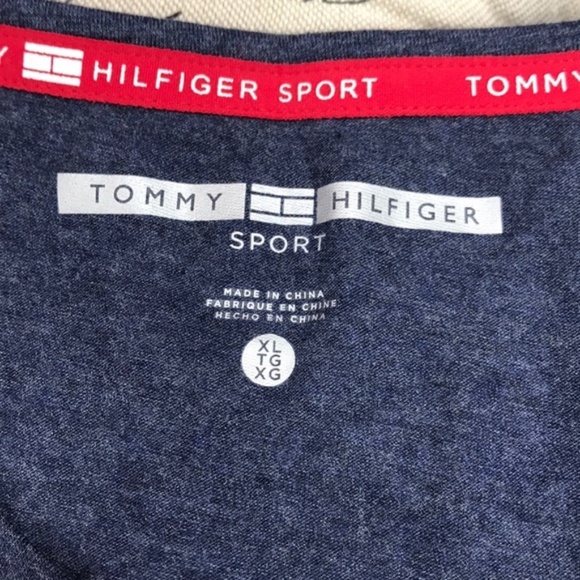 Y HILFIGER SPORT TOMMY
TOMMY HILFIGER
SPORT
MADE IN CHINA
FABRIQUE EN CHINE
HECHO EN CHINA
XL
TG
XG